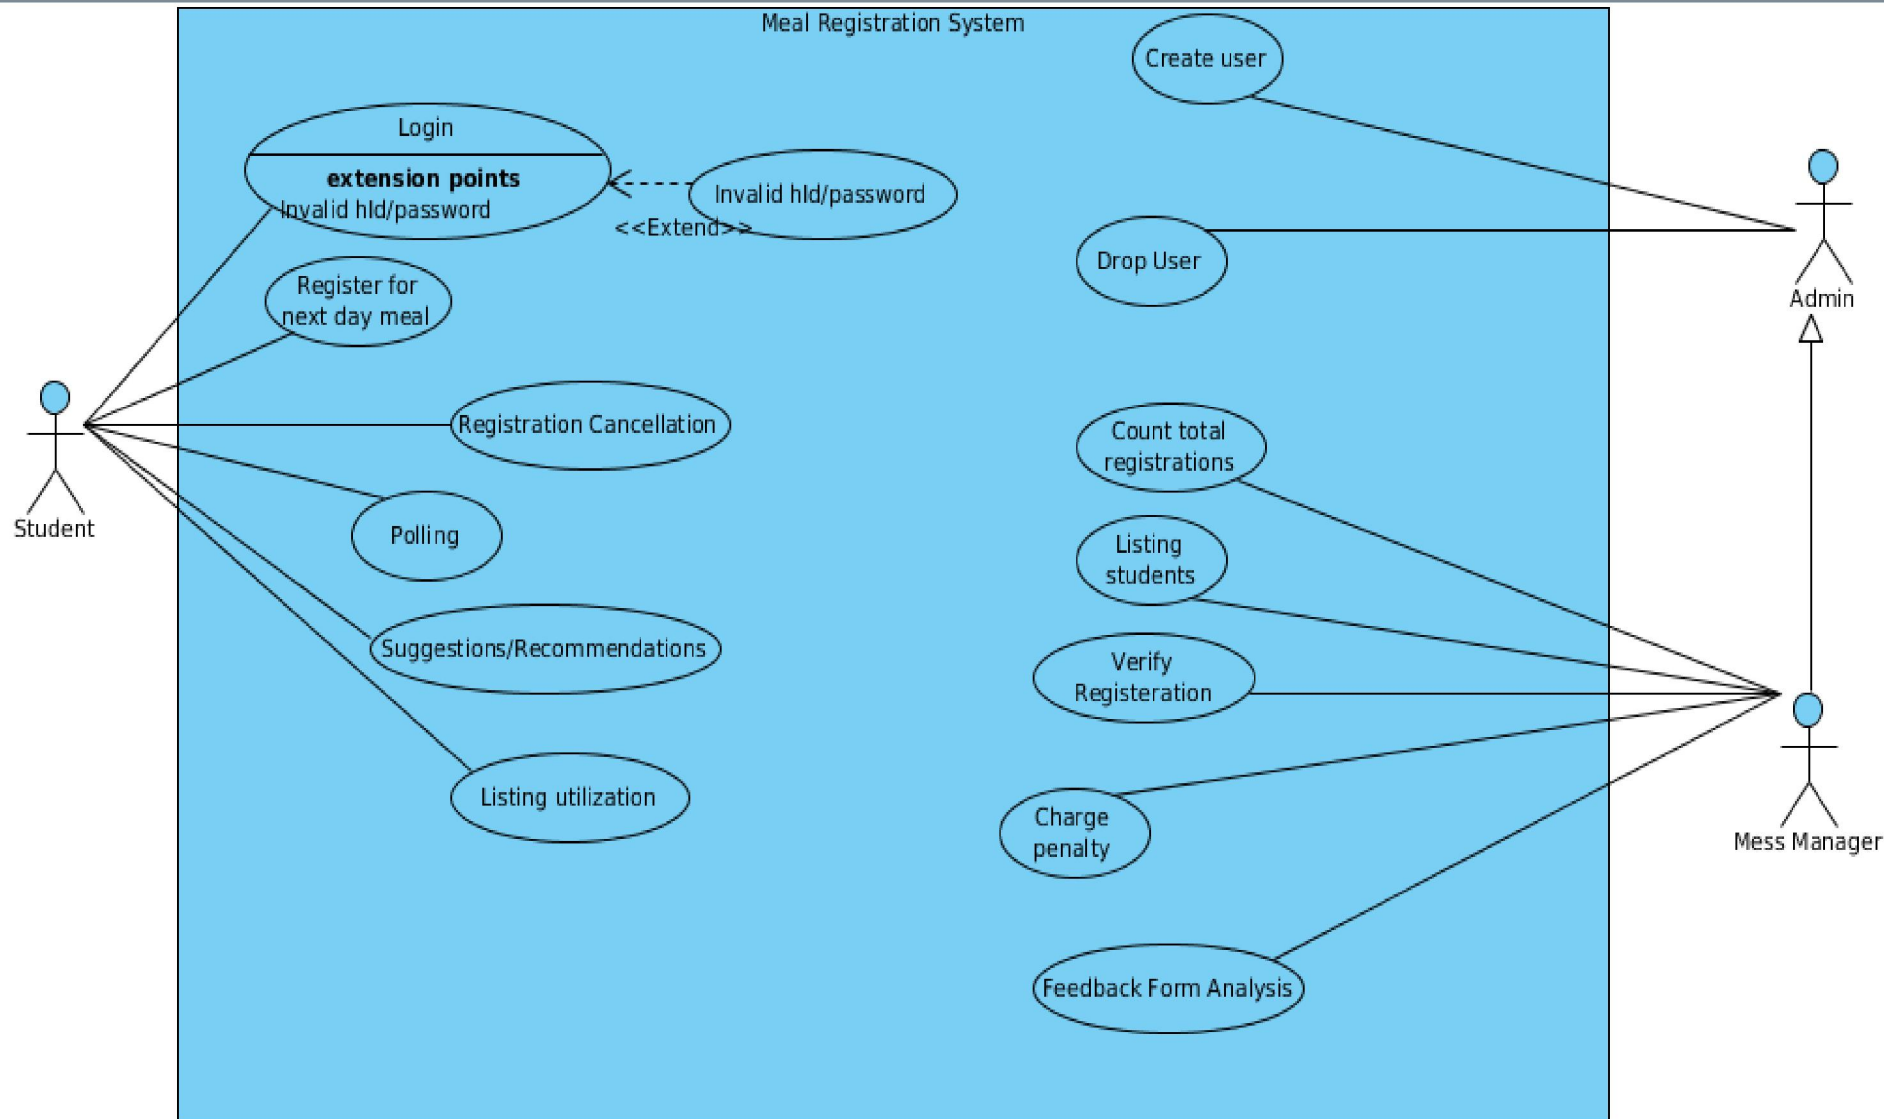 Meal Registration System
Create user
Login
extension points
Invalid hId/password
Invalid hId/password
<<Extend>>
Drop User
Register for
next day meal
Admin
Registration Cancellation
Count total
registrations
Student
Polling
Listing
students
Suggestions/Recommendations
Verify
Registeration
Listing utilization
Charge
penalty
Mess Manager
Feedback Form Analysis